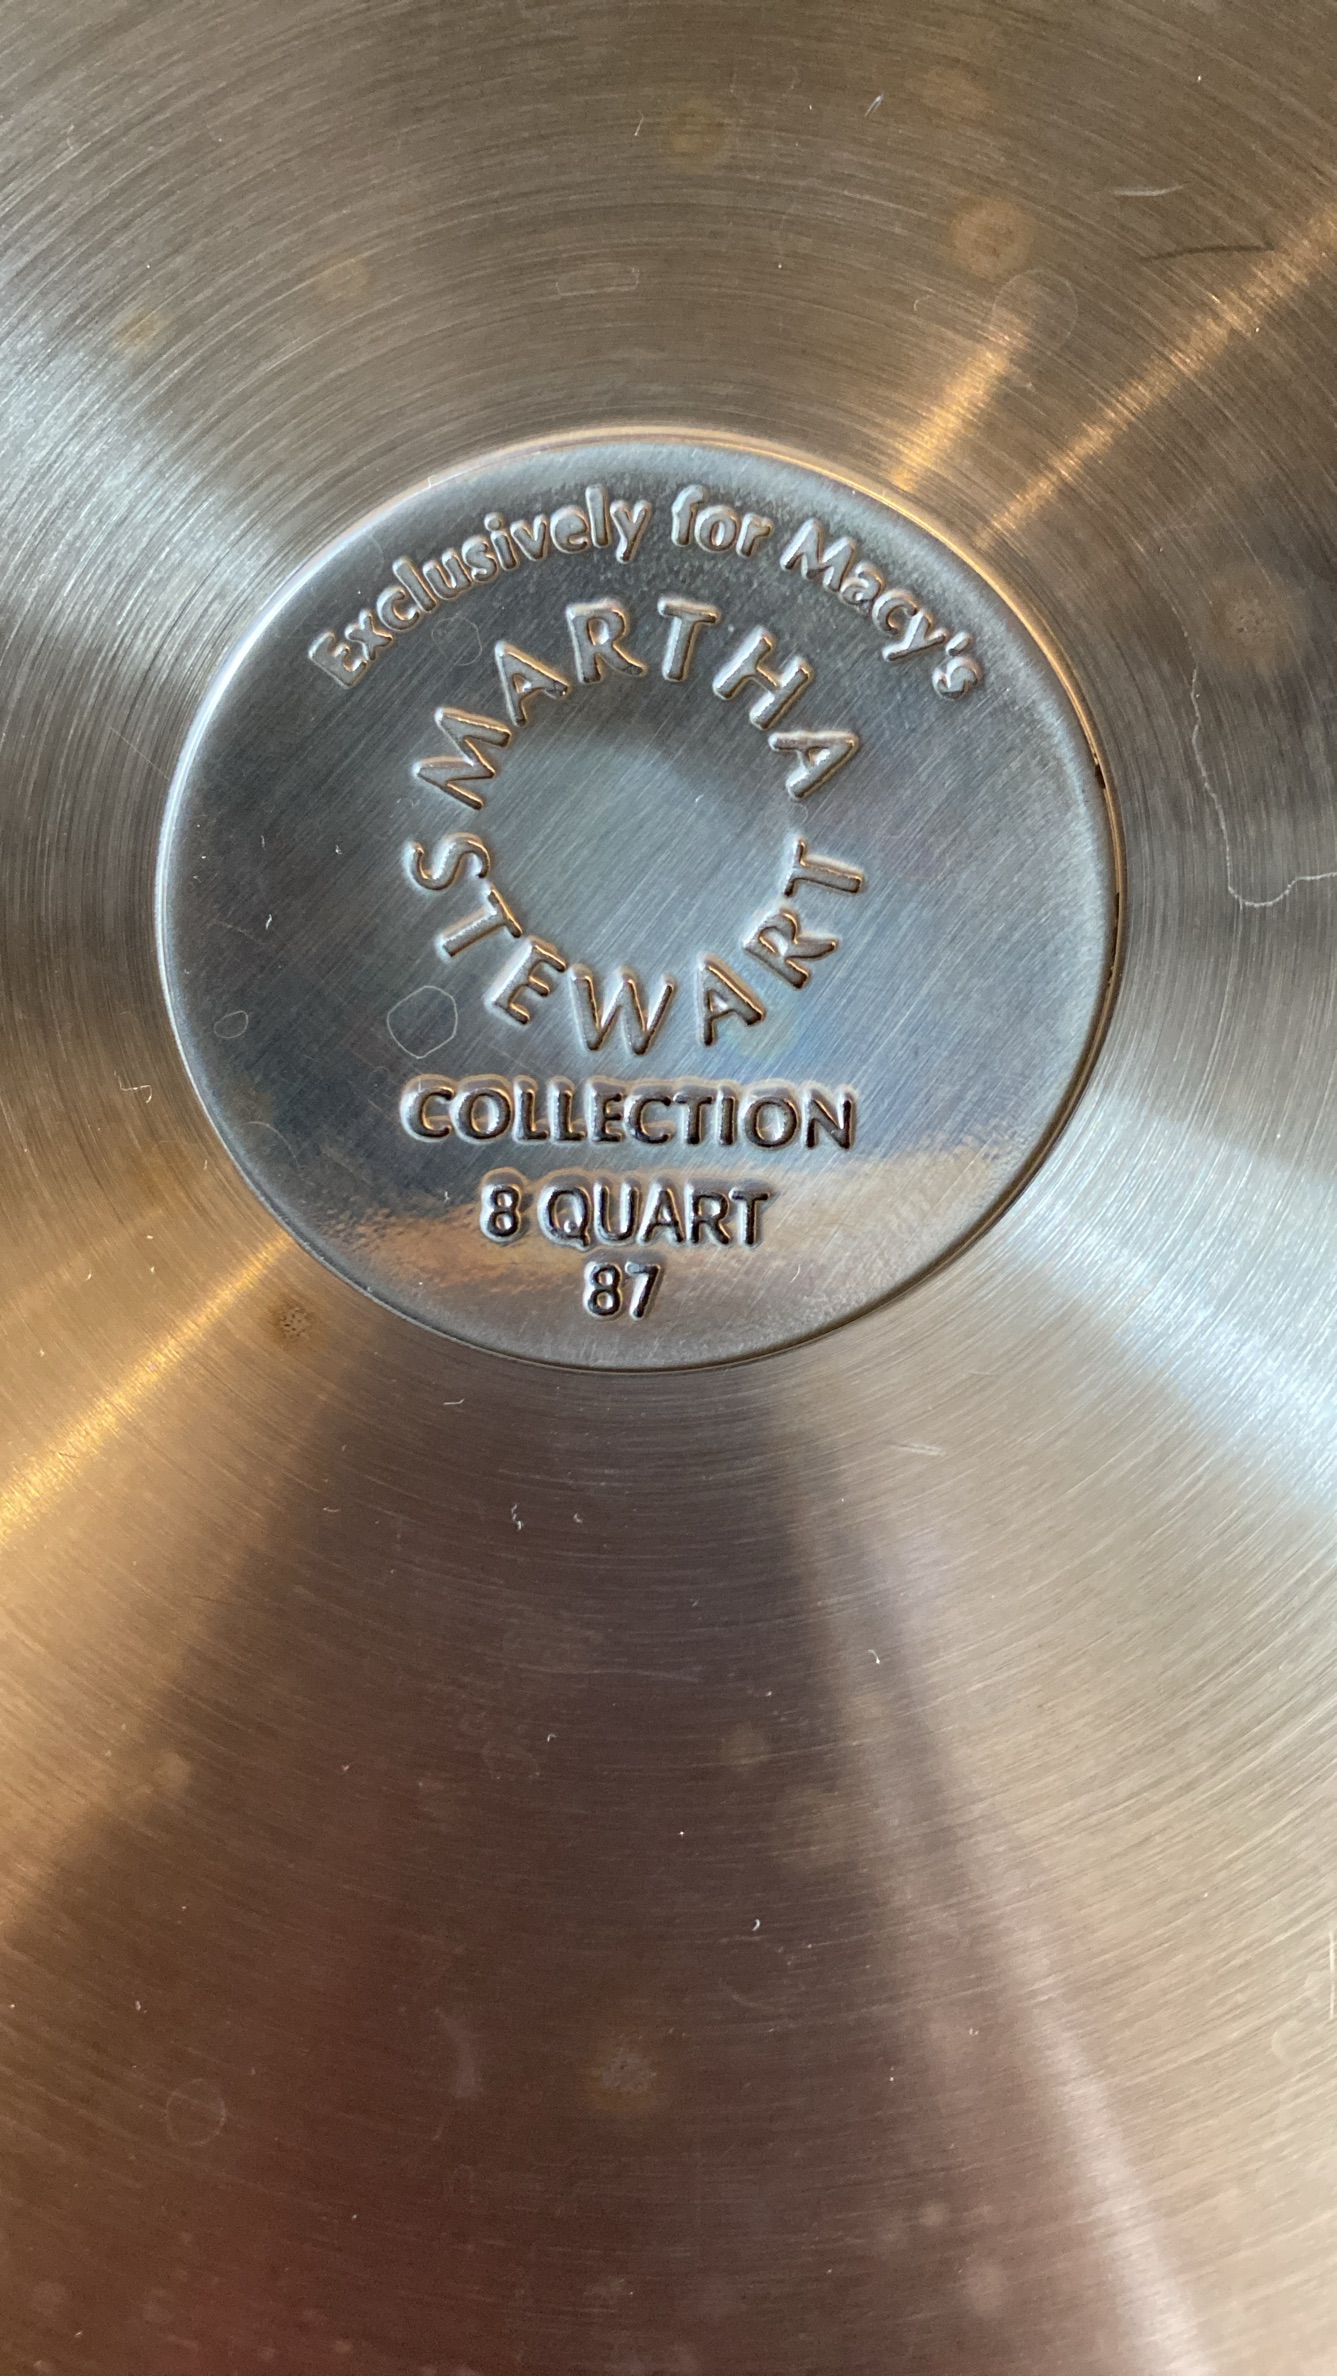 Exclusively for Macy's
MARTHA
STEWART
COLLECTION
8 QUART
87